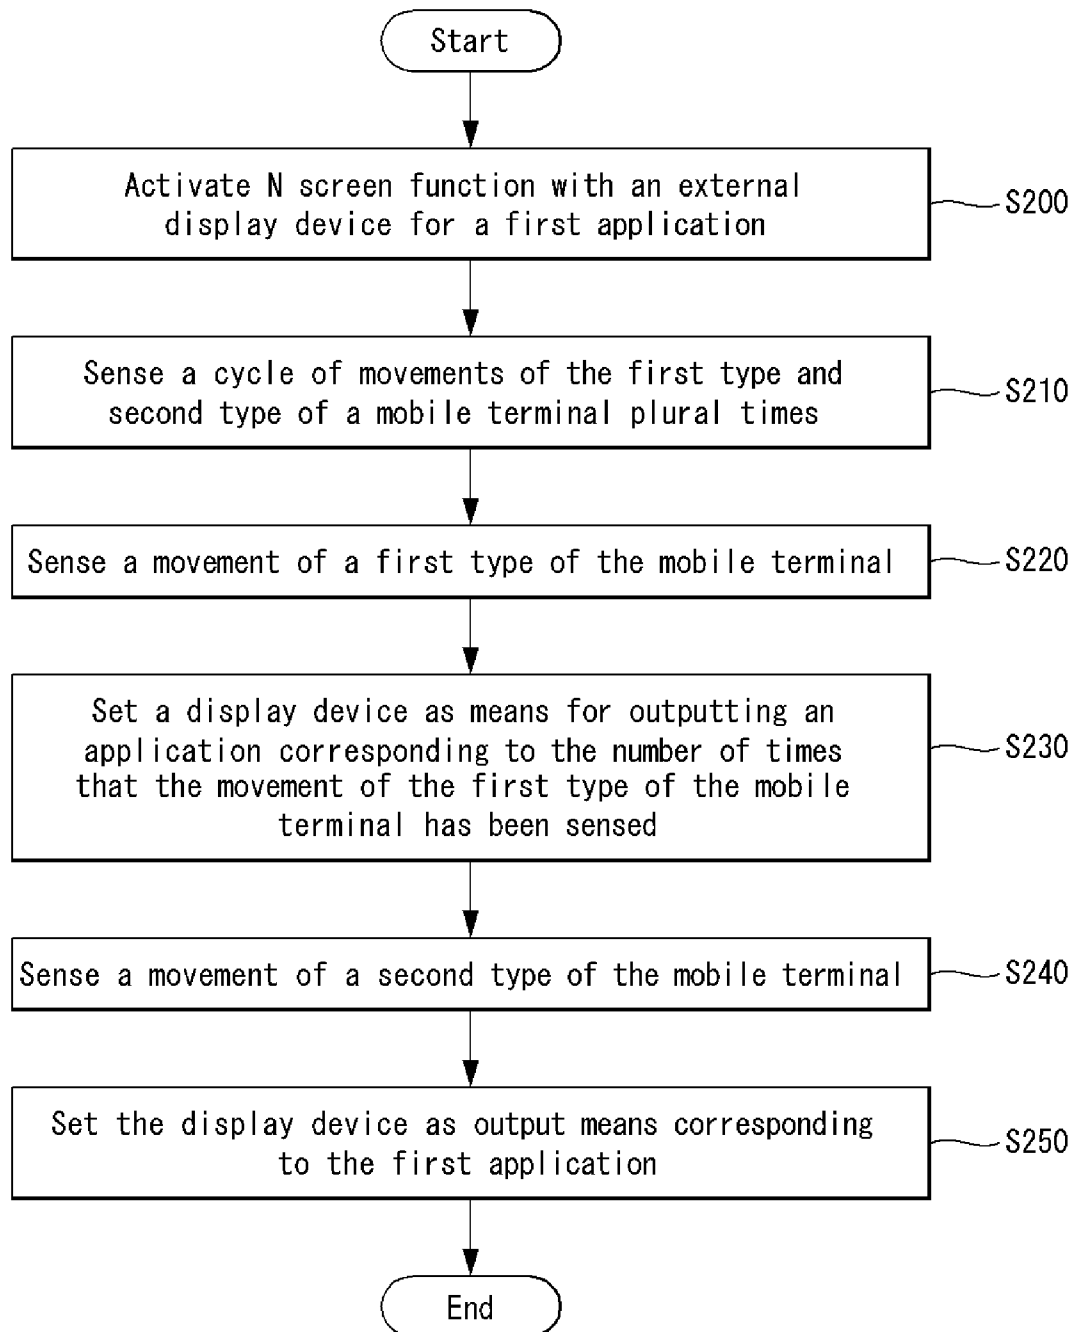 Start
Activate N screen function with an external
display device for a first application
S200
Sense a cycle of movements of the first type and
second type of a mobile terminal plural times
S210
Sense a movement of a first type of the mobile terminal
S220
Set a display device as means for outputting an
application corresponding to the number of times
that the movement of the first type of the mobile
terminal has been sensed
S230
Sense a movement of a second type of the mobile terminal
S240
Set the display device as output means corresponding
to the first application
S250
End